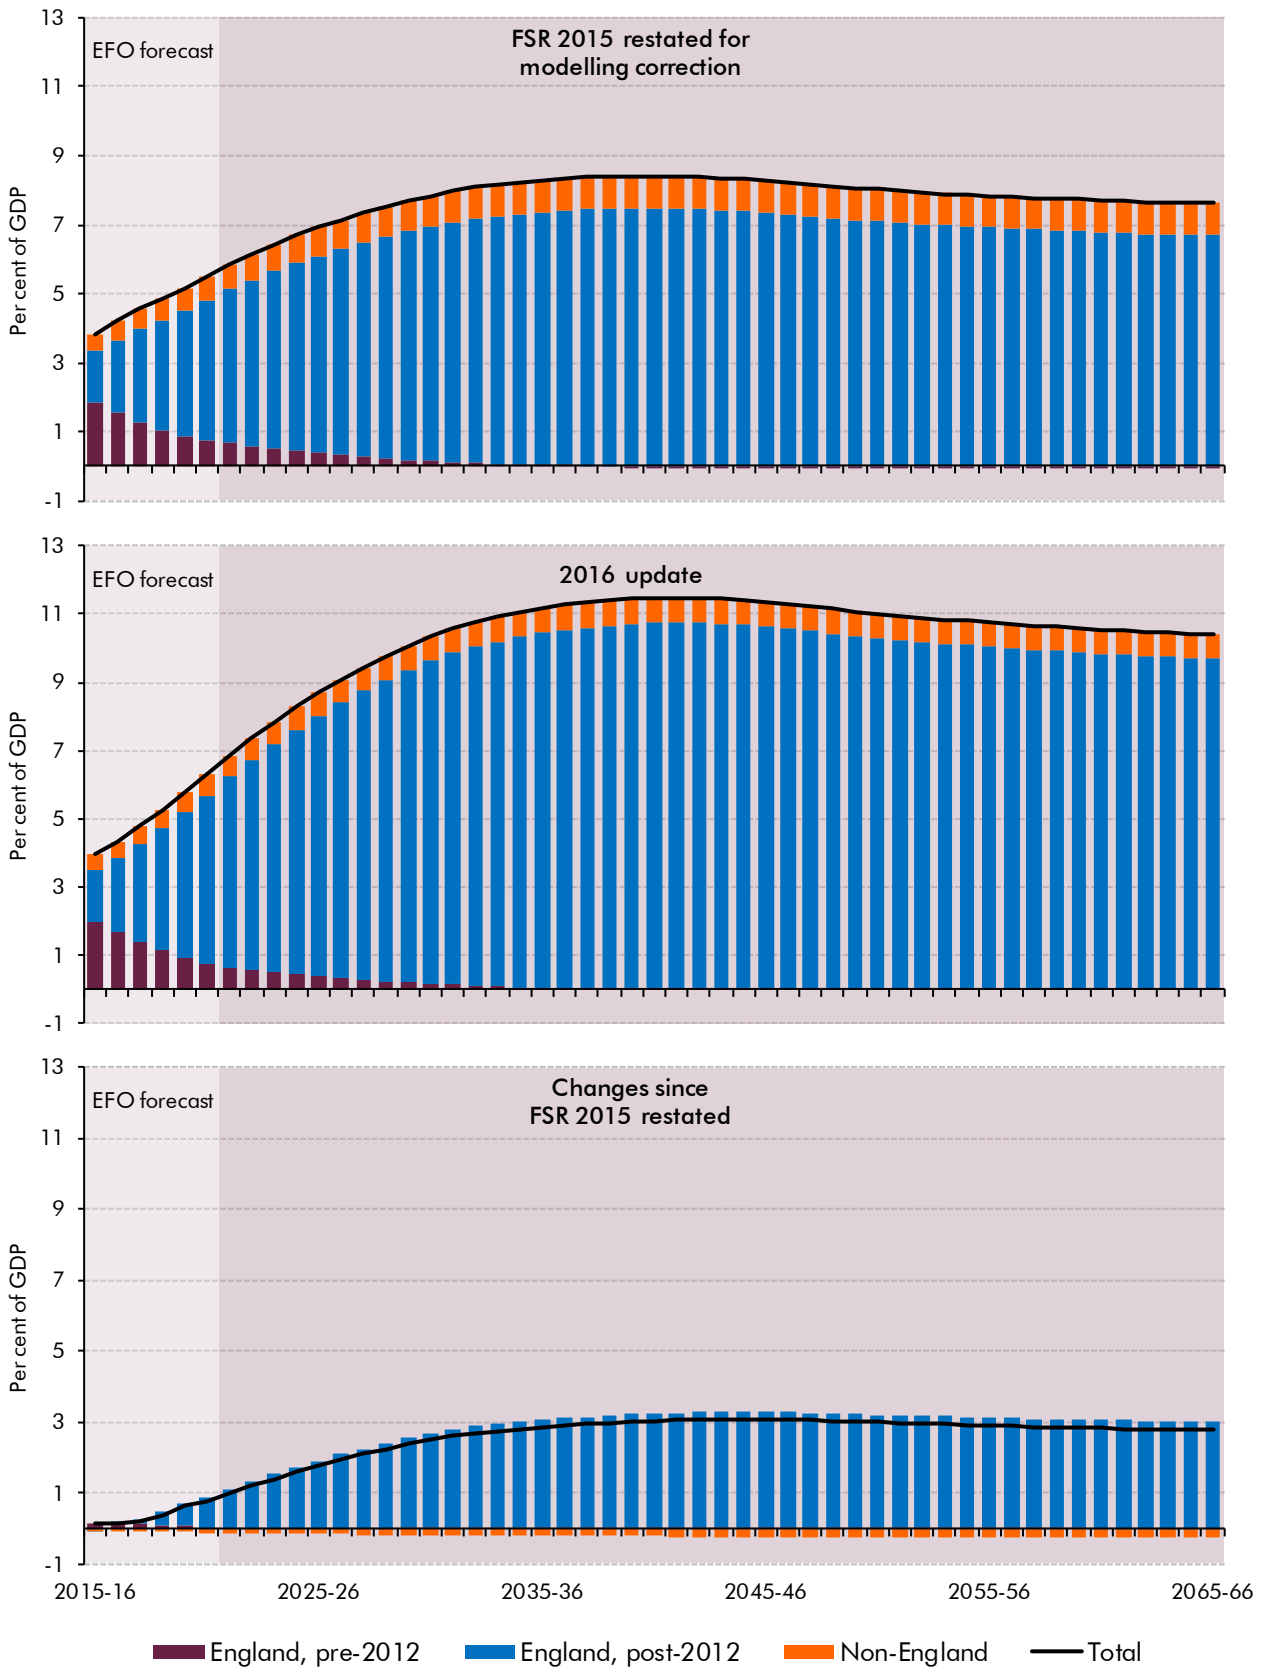 13
11
9
7
5
3
1
-1
Per cent of GDP
EFO forecast
FSR 2015 restated for
modelling correction
13
11
9
7
5
3
1
-1
Per cent of GDP
EFO forecast
2016 update
13
11
9
7
5
3
1
-1
Per cent of GDP
EFO forecast
Changes since
FSR 2015 restated
2015-16 2025-26 2035-36 2045-46 2055-56 2065-66
England, pre-2012 England, post-2012 Non-England Total